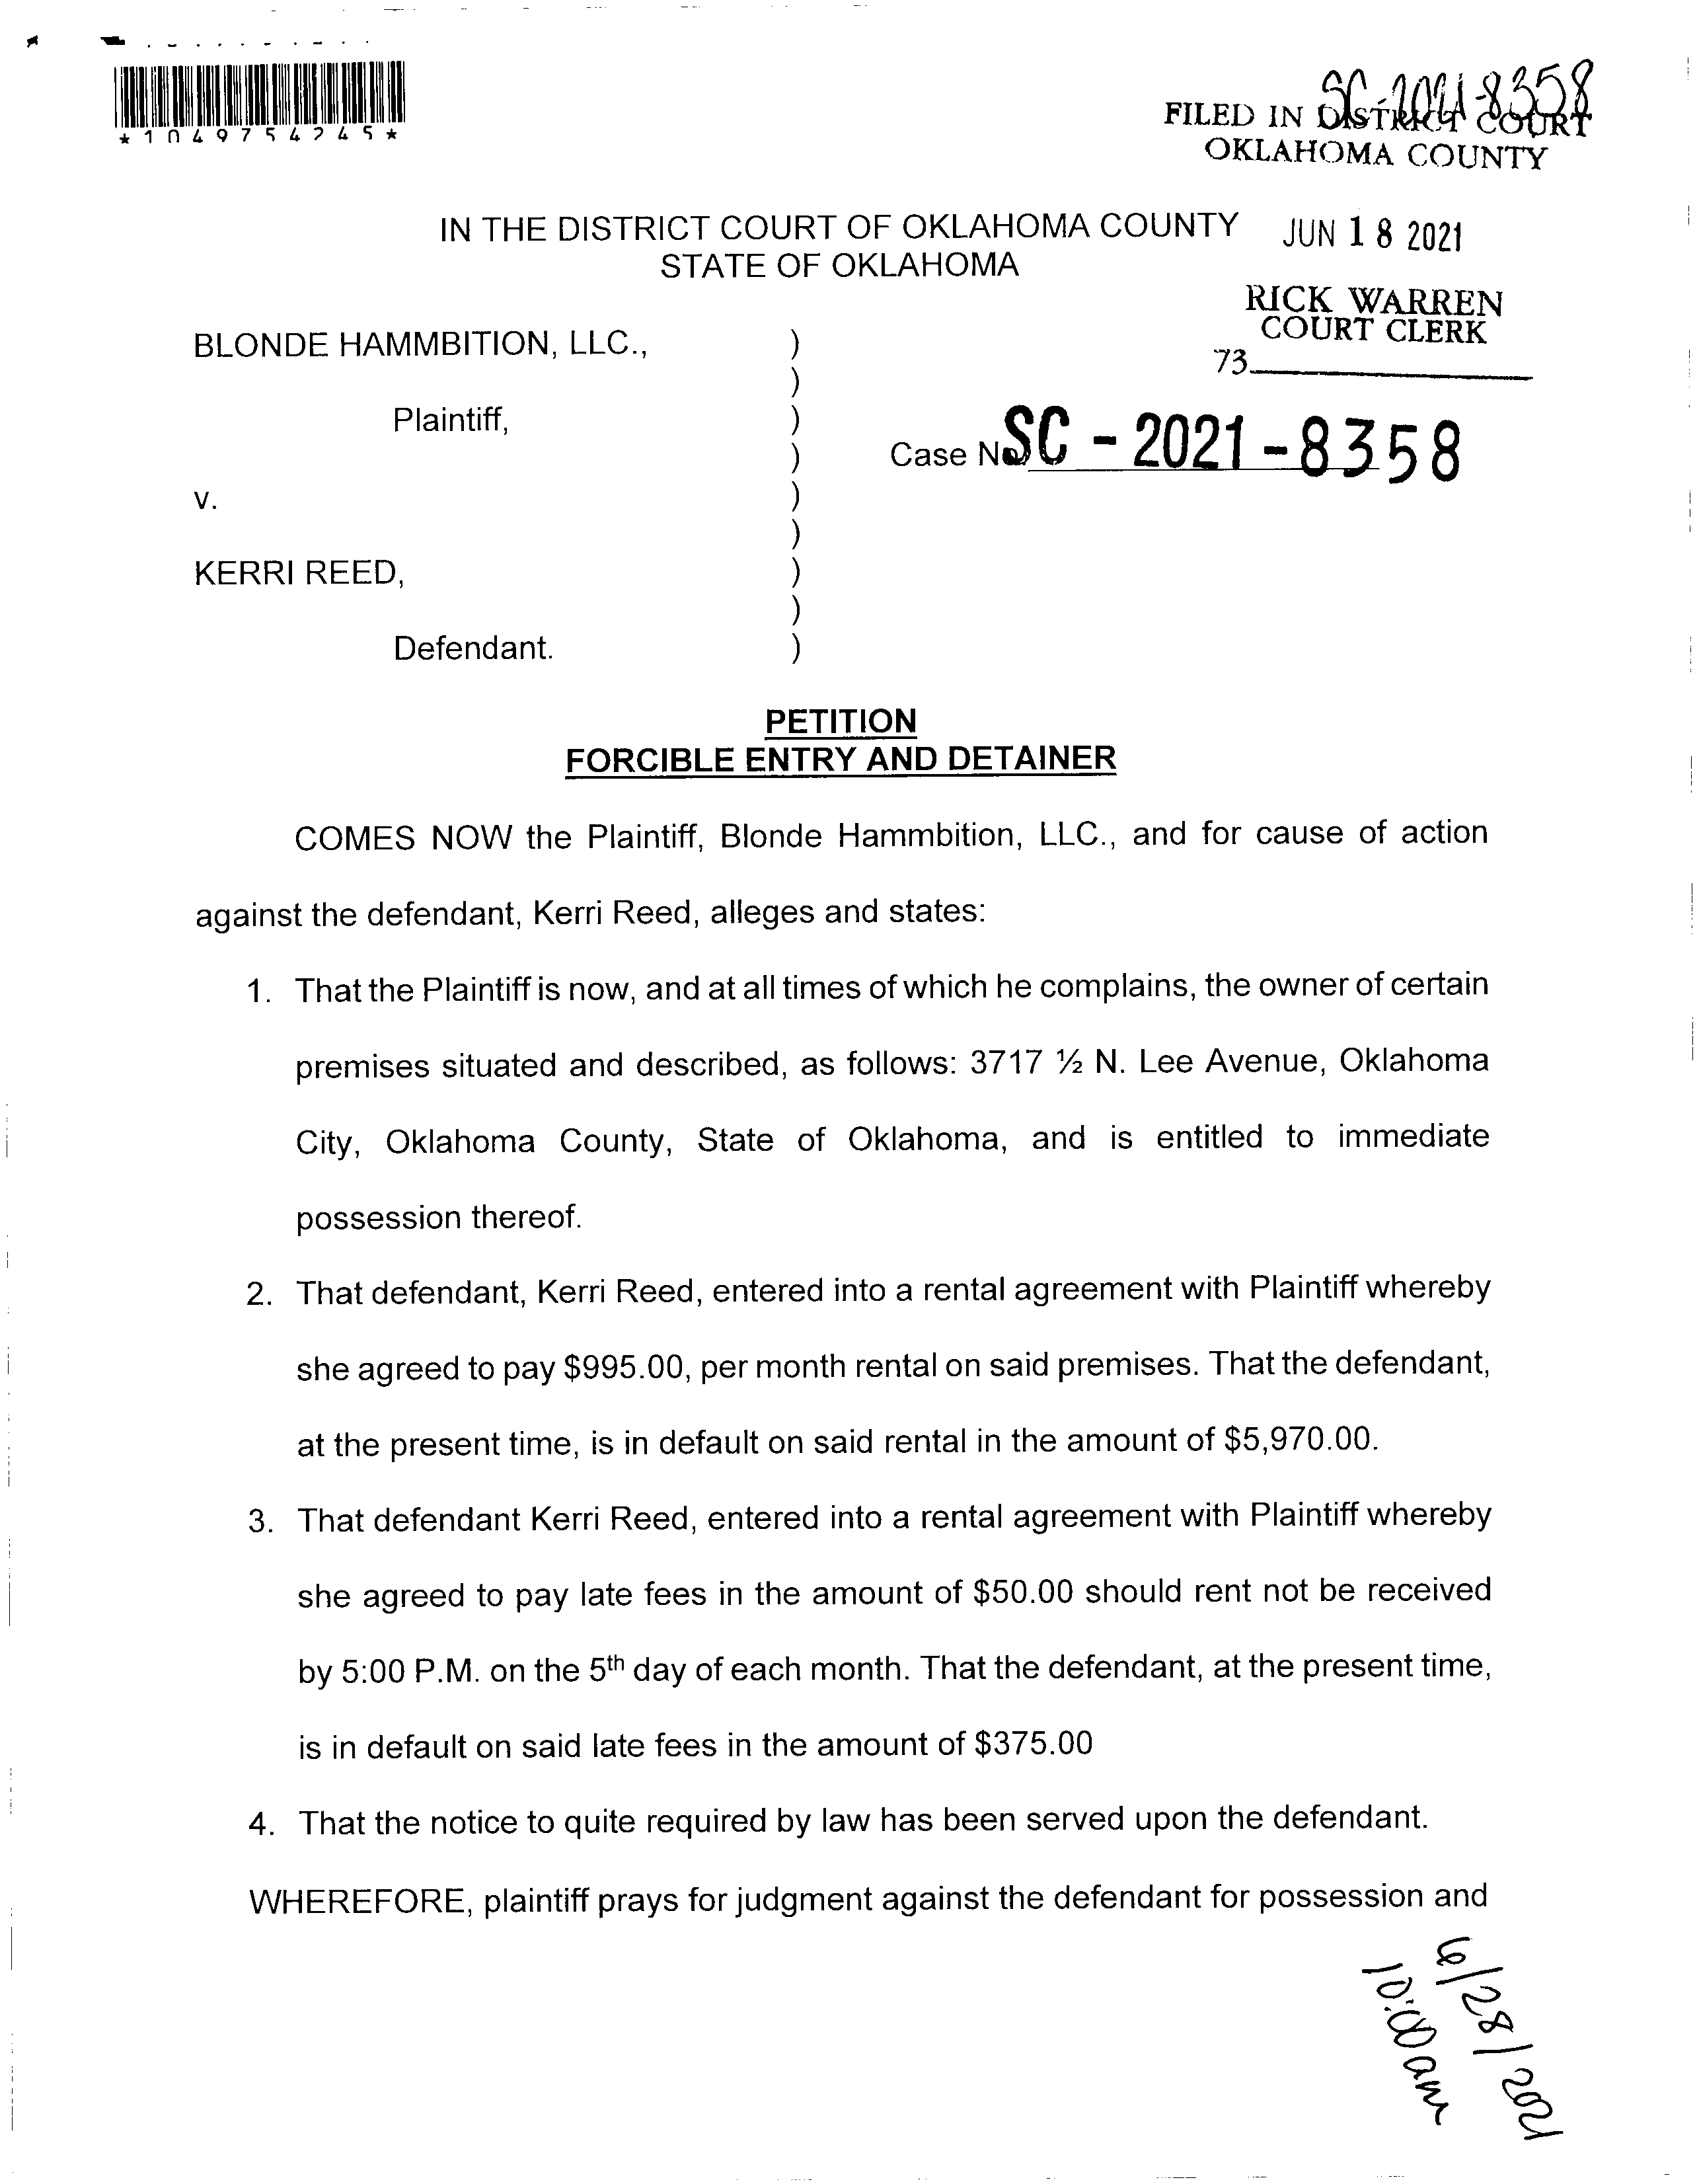 *1049754245*
SC-2021-8358
FILED IN DISTRICT COURT
OKLAHOMA COUNTY
IN THE DISTRICT COURT OF OKLAHOMA COUNTY
STATE OF OKLAHOMA
JUN 18 2021
RICK WARREN
COURT CLERK
73
BLONDE HAMMBITION, LLC., )
)
Plaintiff, )
) Case No. SC - 2021 - 8358
v. )
)
KERRI REED, )
)
Defendant. )
PETITION
FORCIBLE ENTRY AND DETAINER
COMES NOW the Plaintiff, Blonde Hammbition, LLC., and for cause of action
against the defendant, Kerri Reed, alleges and states:
1. That the Plaintiff is now, and at all times of which he complains, the owner of certain
premises situated and described, as follows: 3717 ½ N. Lee Avenue, Oklahoma
City, Oklahoma County, State of Oklahoma, and is entitled to immediate
possession thereof.
2. That defendant, Kerri Reed, entered into a rental agreement with Plaintiff whereby
she agreed to pay $995.00, per month rental on said premises. That the defendant,
at the present time, is in default on said rental in the amount of $5,970.00.
3. That defendant Kerri Reed, entered into a rental agreement with Plaintiff whereby
she agreed to pay late fees in the amount of $50.00 should rent not be received
by 5:00 P.M. on the 5th day of each month. That the defendant, at the present time,
is in default on said late fees in the amount of $375.00
4. That the notice to quite required by law has been served upon the defendant.
WHEREFORE, plaintiff prays for judgment against the defendant for possession and
6/28/2021
10:00am